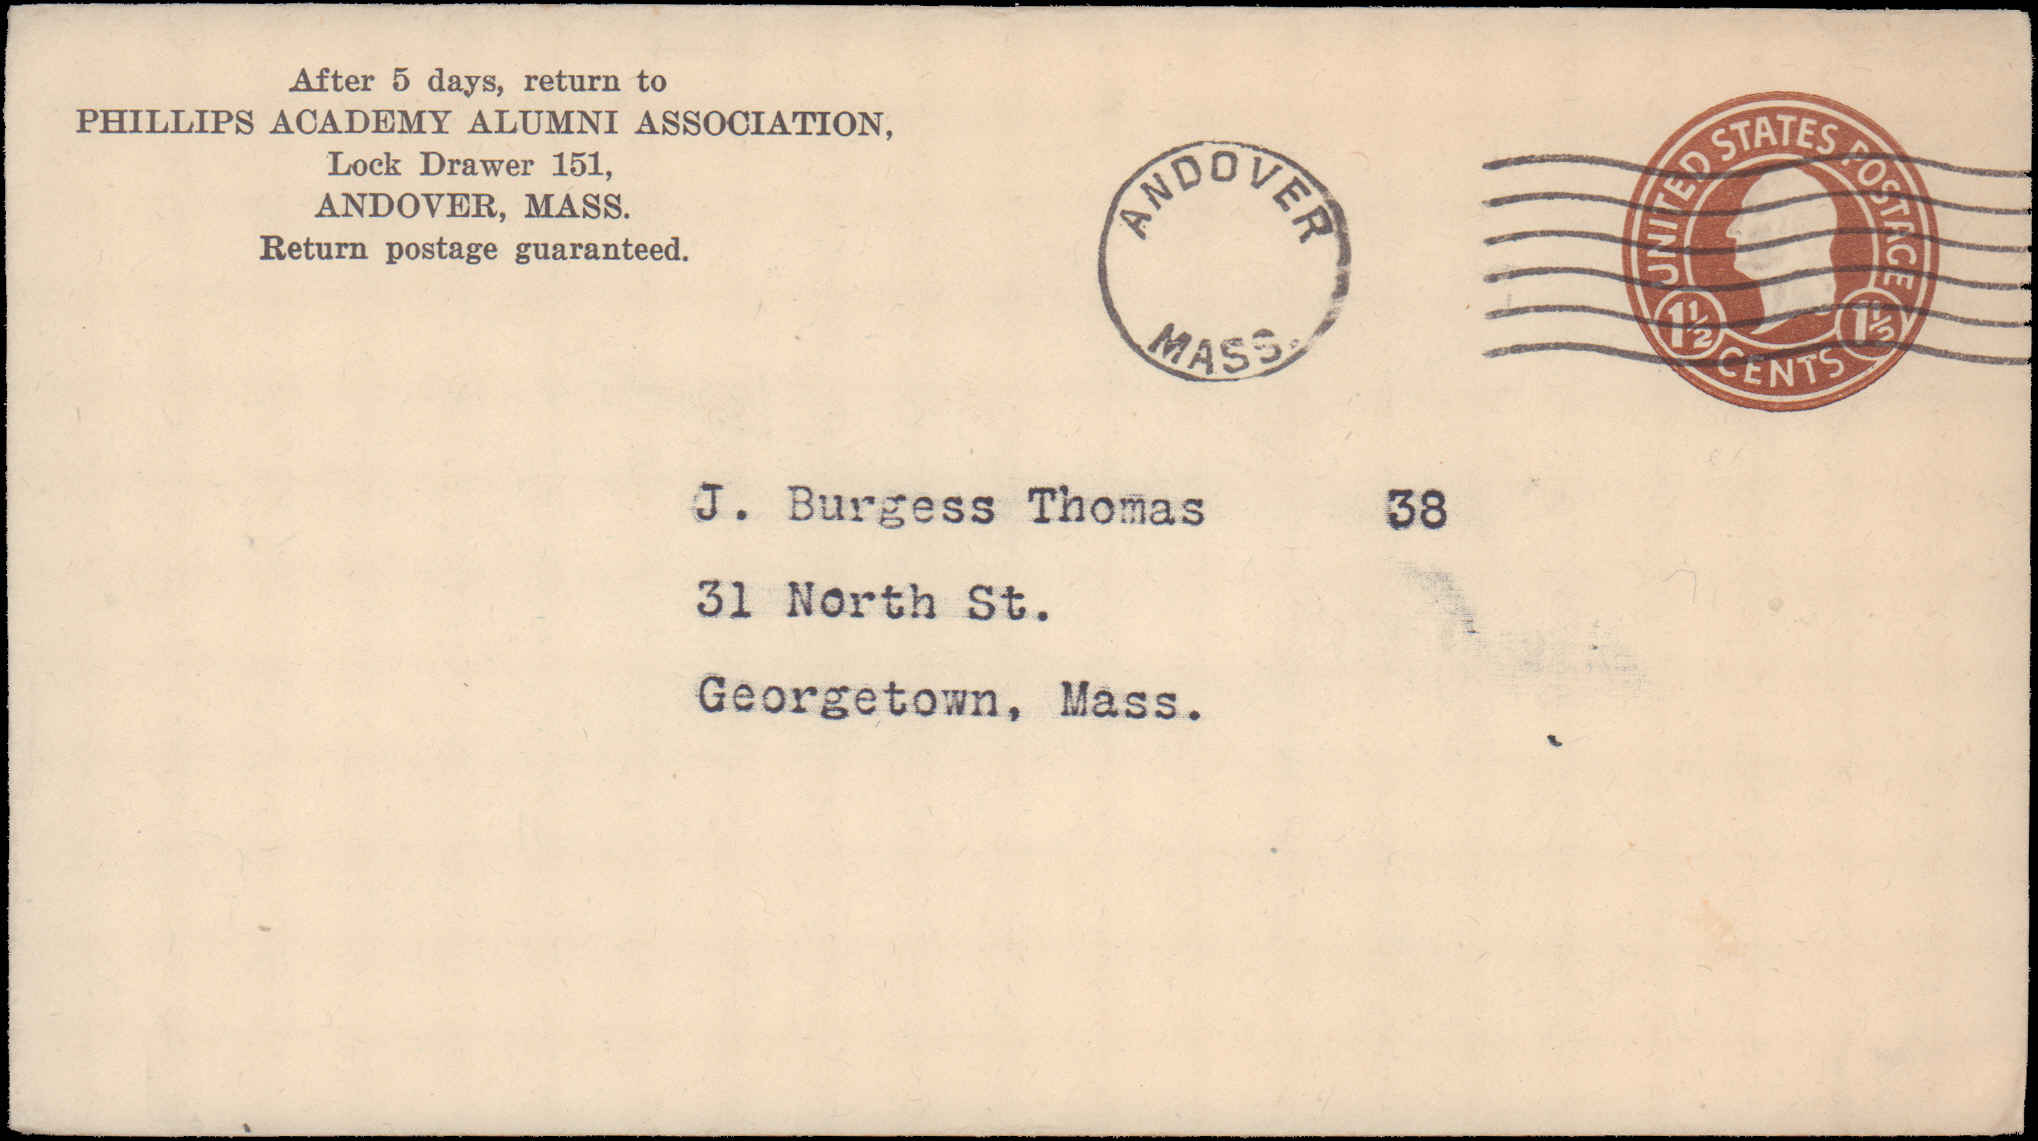 After 5 days, return to
PHILLIPS ACADEMY ALUMNI ASSOCIATION,
Lock Drawer 151,
ANDOVER, MASS.
Return postage guaranteed.
ANDOVER
MASS.
UNITED STATES POSTAGE
1½ 1½
CENTS
J. Burgess Thomas 38
31 North St.
Georgetown, Mass.